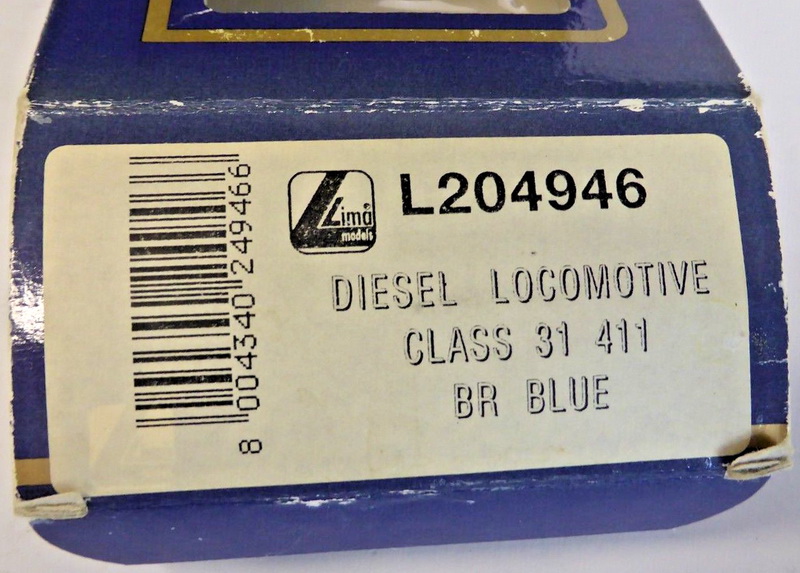 Lima
models
L204946
DIESEL LOCOMOTIVE
CLASS 31 411
BR BLUE
8 004340 249466